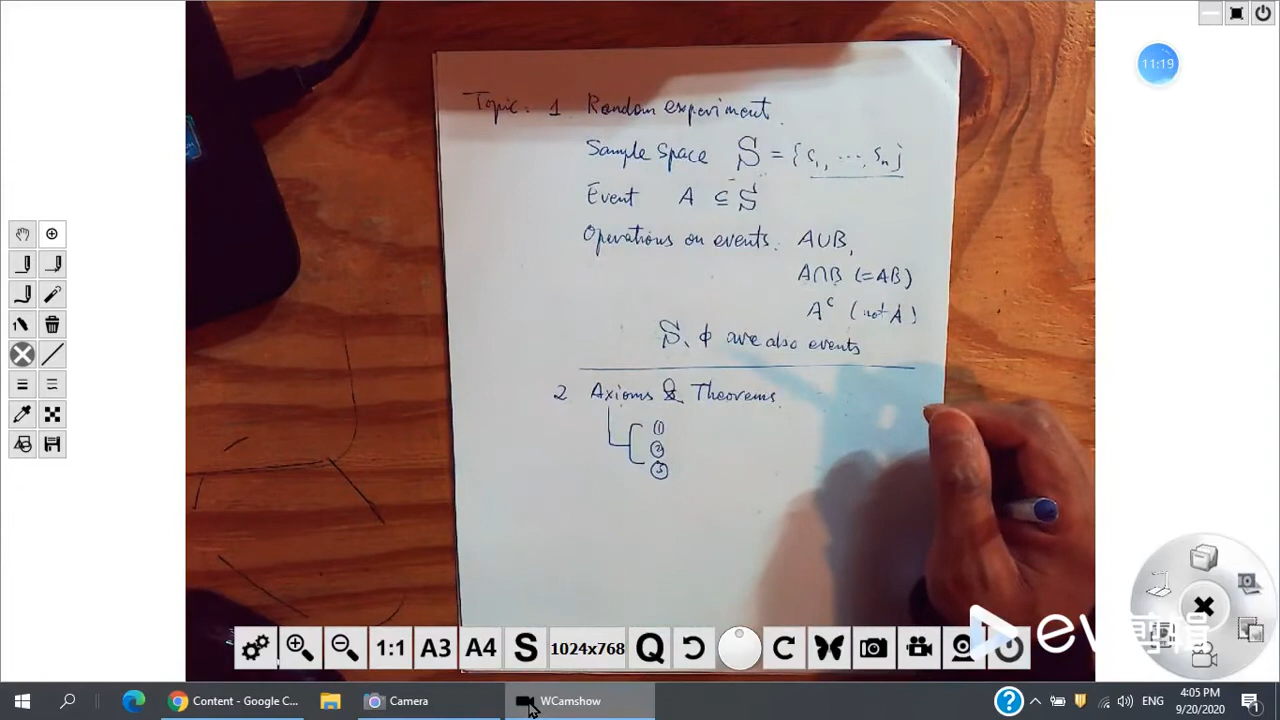 11:19
Topic: 1 Random experiment
Sample Space S = {s₁, ..., sₙ}
Event A ⊆ S
Operations on events: A∪B,
A∩B (=AB)
Aᶜ (not A)
S, ϕ are also events
2 Axioms & Theorems
①
②
③
1:1 A3 A4 S 1024x768 Q
Content - Google C...
Camera
WCamshow
ENG
4:05 PM
9/20/2020
1